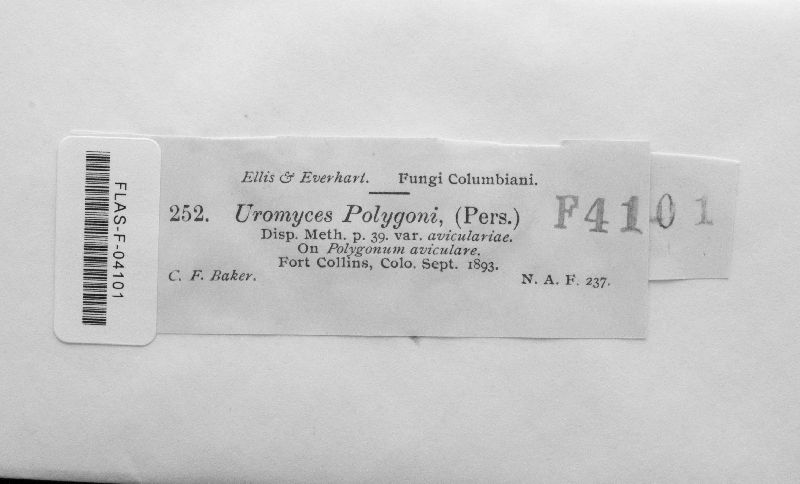 Ellis & Everhart. Fungi Columbiani.
252. Uromyces Polygoni, (Pers.)
Disp. Meth. p. 39. var. aviculariae.
On Polygonum aviculare.
Fort Collins, Colo. Sept. 1893.
C. F. Baker.
N. A. F. 237.
F4101
FLAS-F-04101